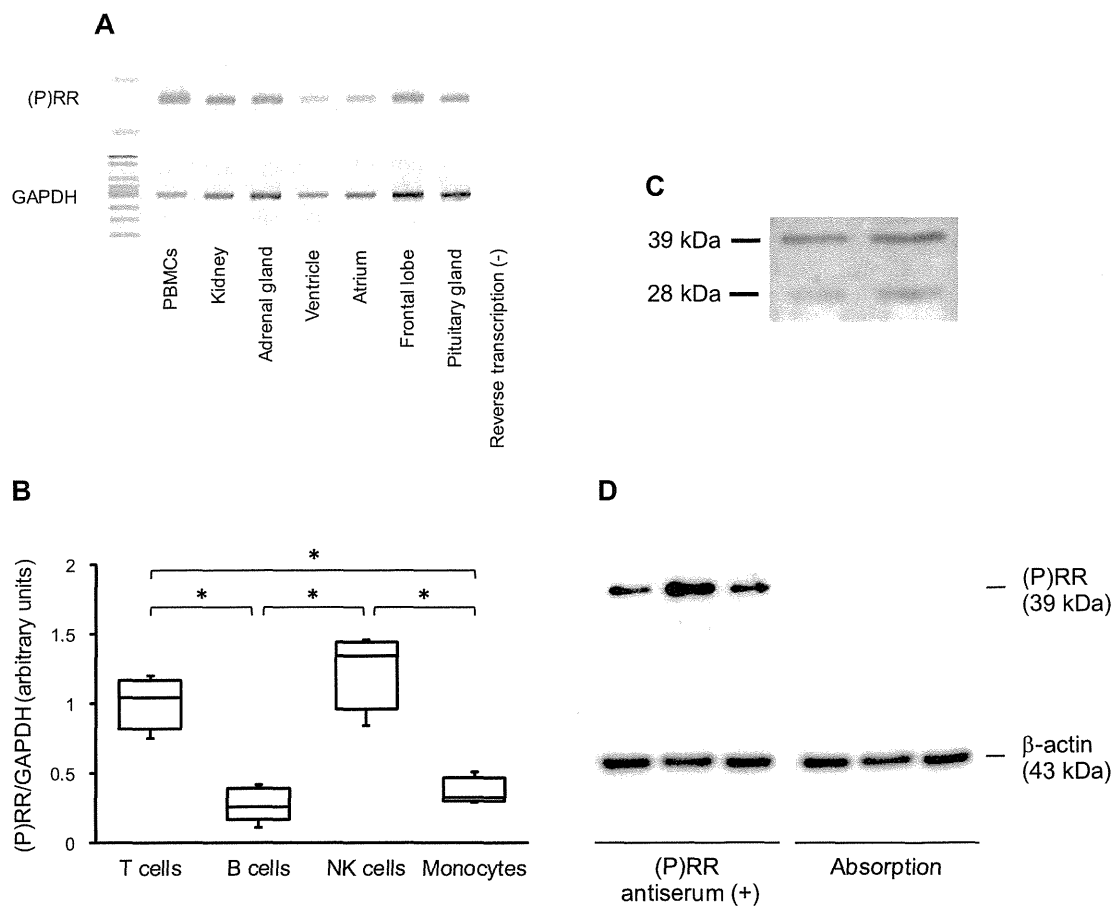 A
(P)RR
GAPDH
PBMCs
Kidney
Adrenal gland
Ventricle
Atrium
Frontal lobe
Pituitary gland
Reverse transcription (-)
C
39 kDa
28 kDa
B
(P)RR/GAPDH (arbitrary units)
2
1.5
1
0.5
0
*
*
*
*
T cells
B cells
NK cells
Monocytes
D
(P)RR
(39 kDa)
β-actin
(43 kDa)
(P)RR
antiserum (+)
Absorption